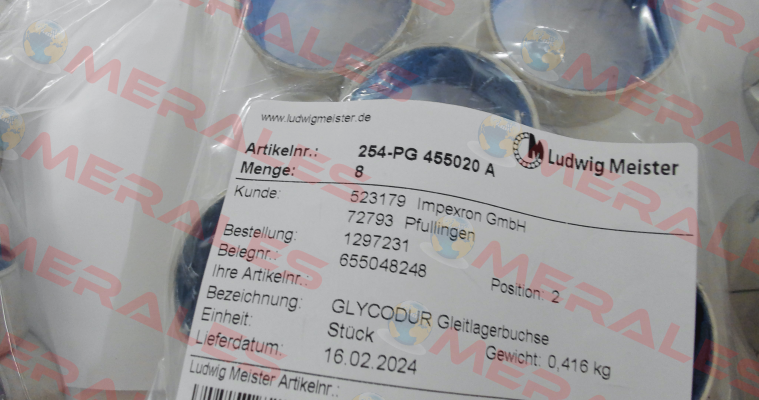 www.ludwigmeister.de
Ludwig Meister
Artikelnr.: 254-PG 455020 A
Menge: 8
Kunde: 523179 Impexron GmbH
72793 Pfullingen
Bestellung: 1297231
Belegnr.: 655048248 Position: 2
Ihre Artikelnr.:
Bezeichnung: GLYCODUR Gleitlagerbuchse
Einheit: Stück Gewicht: 0,416 kg
Lieferdatum: 16.02.2024
Ludwig Meister Artikelnr.:
MERALES
MERALES
MERALES
MERALES
MERALES
MERALES